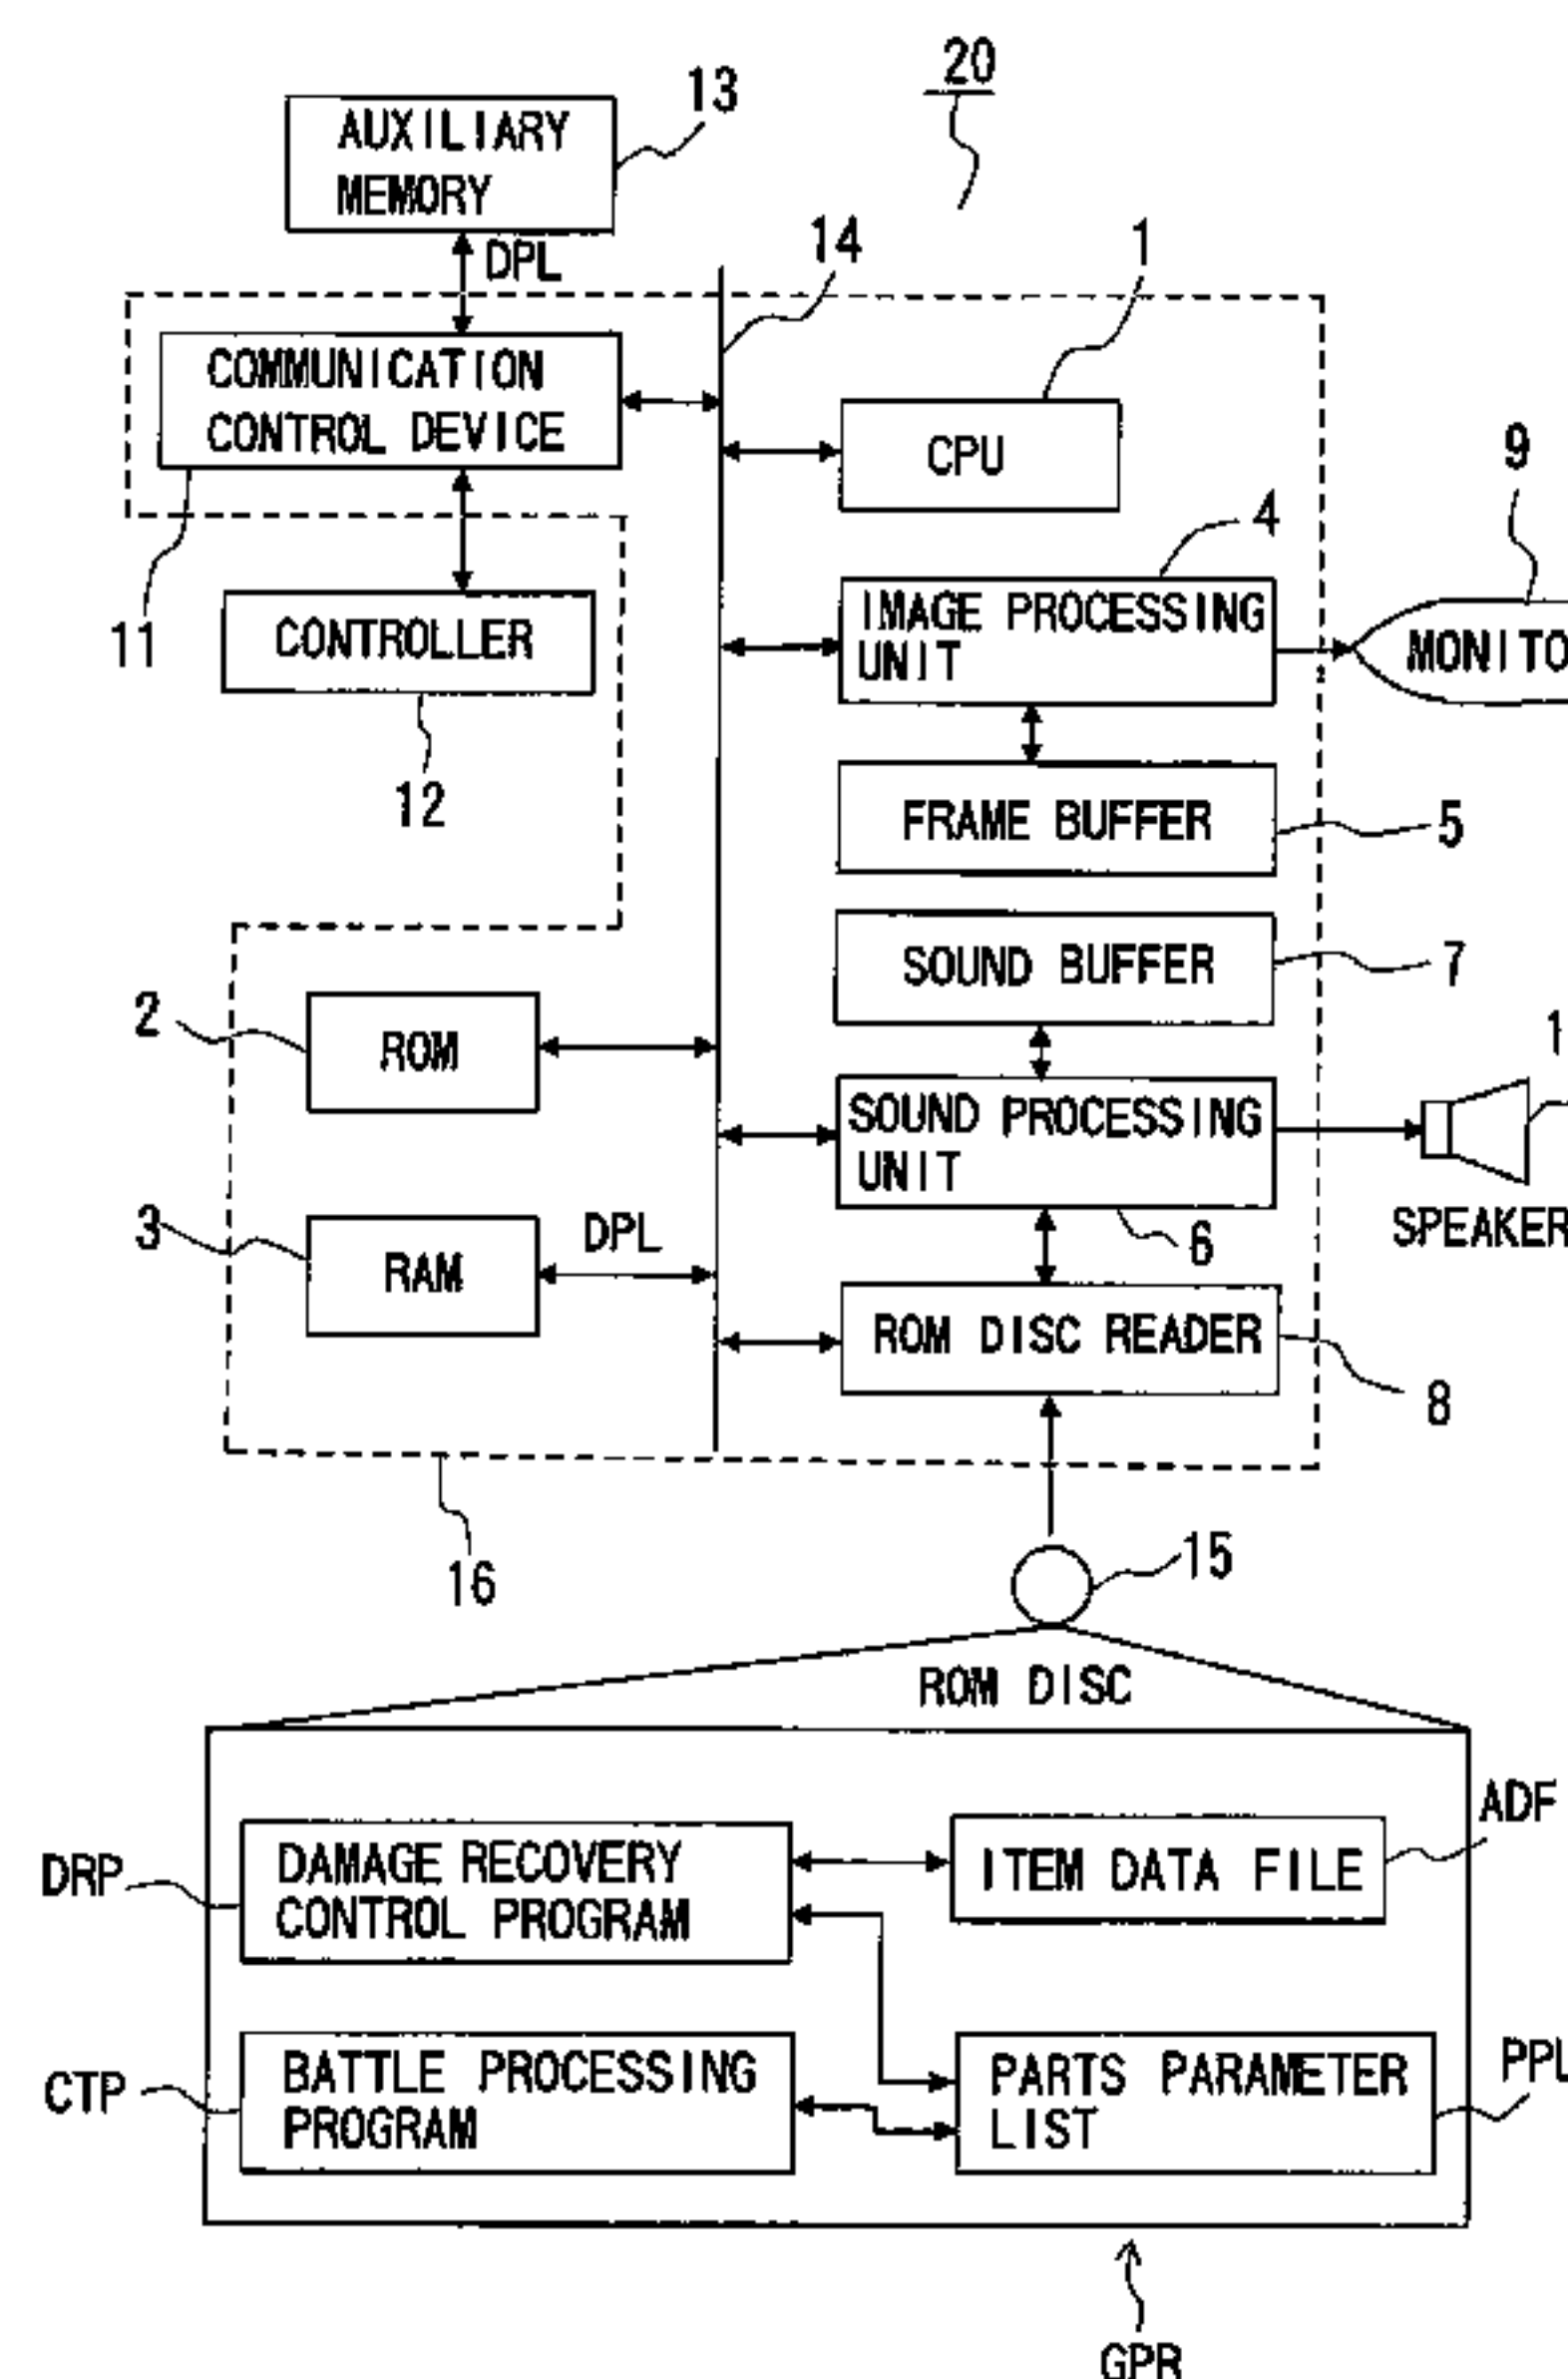 20
13
AUXILIARY
MEMORY
DPL
14
1
COMMUNICATION
CONTROL DEVICE
CPU
9
4
11
CONTROLLER
IMAGE PROCESSING
UNIT
MONITO
12
FRAME BUFFER
5
SOUND BUFFER
7
2
ROM
1
SOUND PROCESSING
UNIT
SPEAKER
3
RAM
DPL
6
ROM DISC READER
8
16
15
ROM DISC
ADF
DRP
DAMAGE RECOVERY
CONTROL PROGRAM
ITEM DATA FILE
CTP
BATTLE PROCESSING
PROGRAM
PARTS PARAMETER
LIST
PPL
GPR